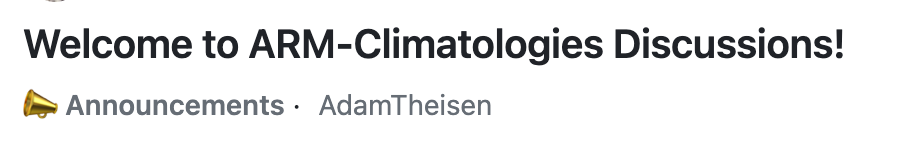 Welcome to ARM-Climatologies Discussions!
Announcements · AdamTheisen